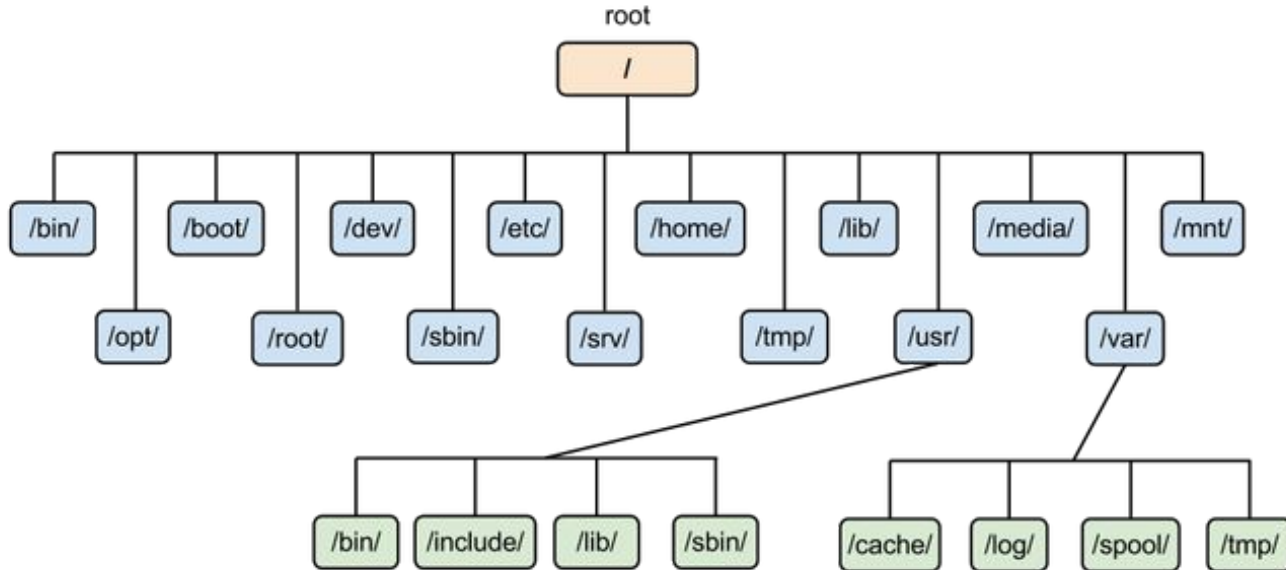 root
/
/bin/ /boot/ /dev/ /etc/ /home/ /lib/ /media/ /mnt/
/opt/ /root/ /sbin/ /srv/ /tmp/ /usr/ /var/
/bin/ /include/ /lib/ /sbin/ /cache/ /log/ /spool/ /tmp/